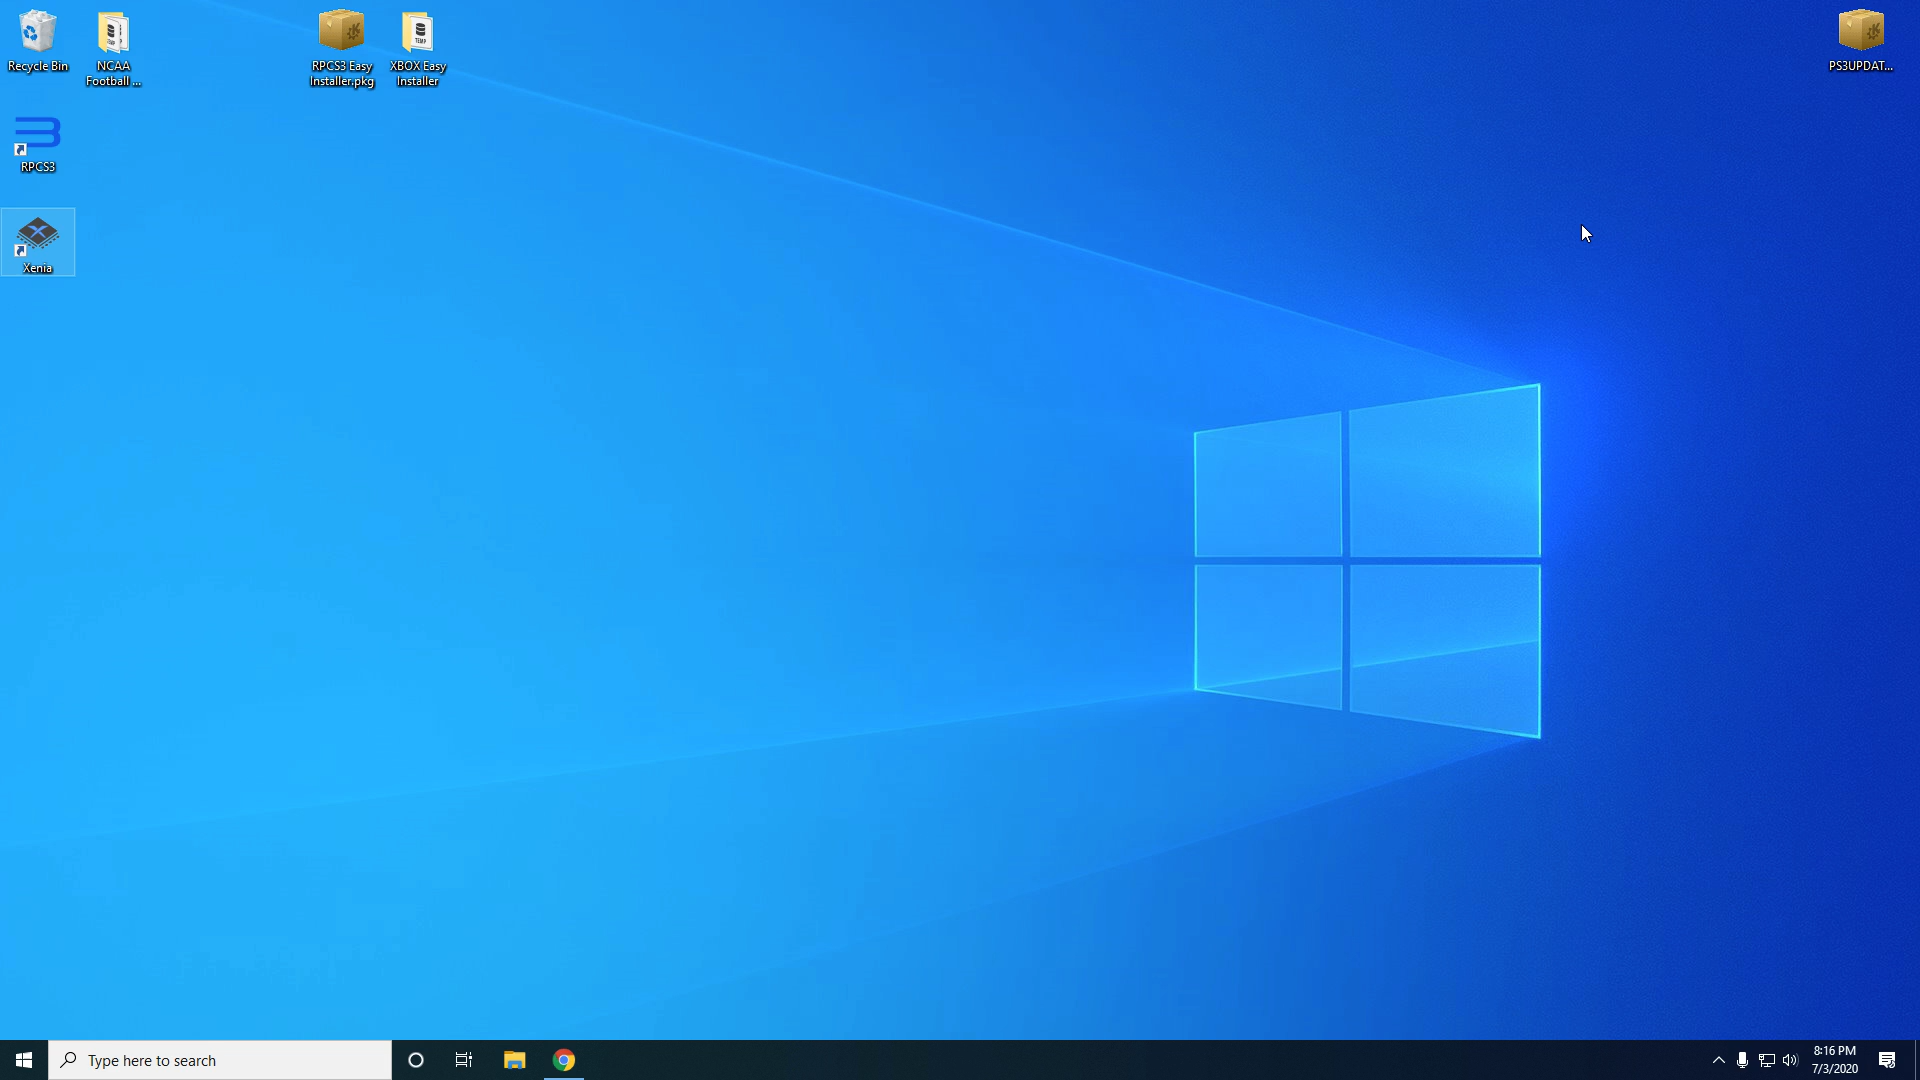 Recycle Bin
NCAA
Football ...
RPCS3 Easy
Installer.pkg
TEMP
XBOX Easy
Installer
PS3UPDAT...
RPCS3
Xenia
Type here to search
8:16 PM
7/3/2020